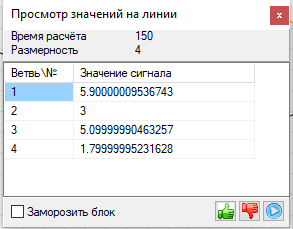 Просмотр значений на линии
Время расчёта 150
Размерность 4
Ветвь\№ Значение сигнала
1 5.90000009536743
2 3
3 5.09999990463257
4 1.79999995231628
Заморозить блок